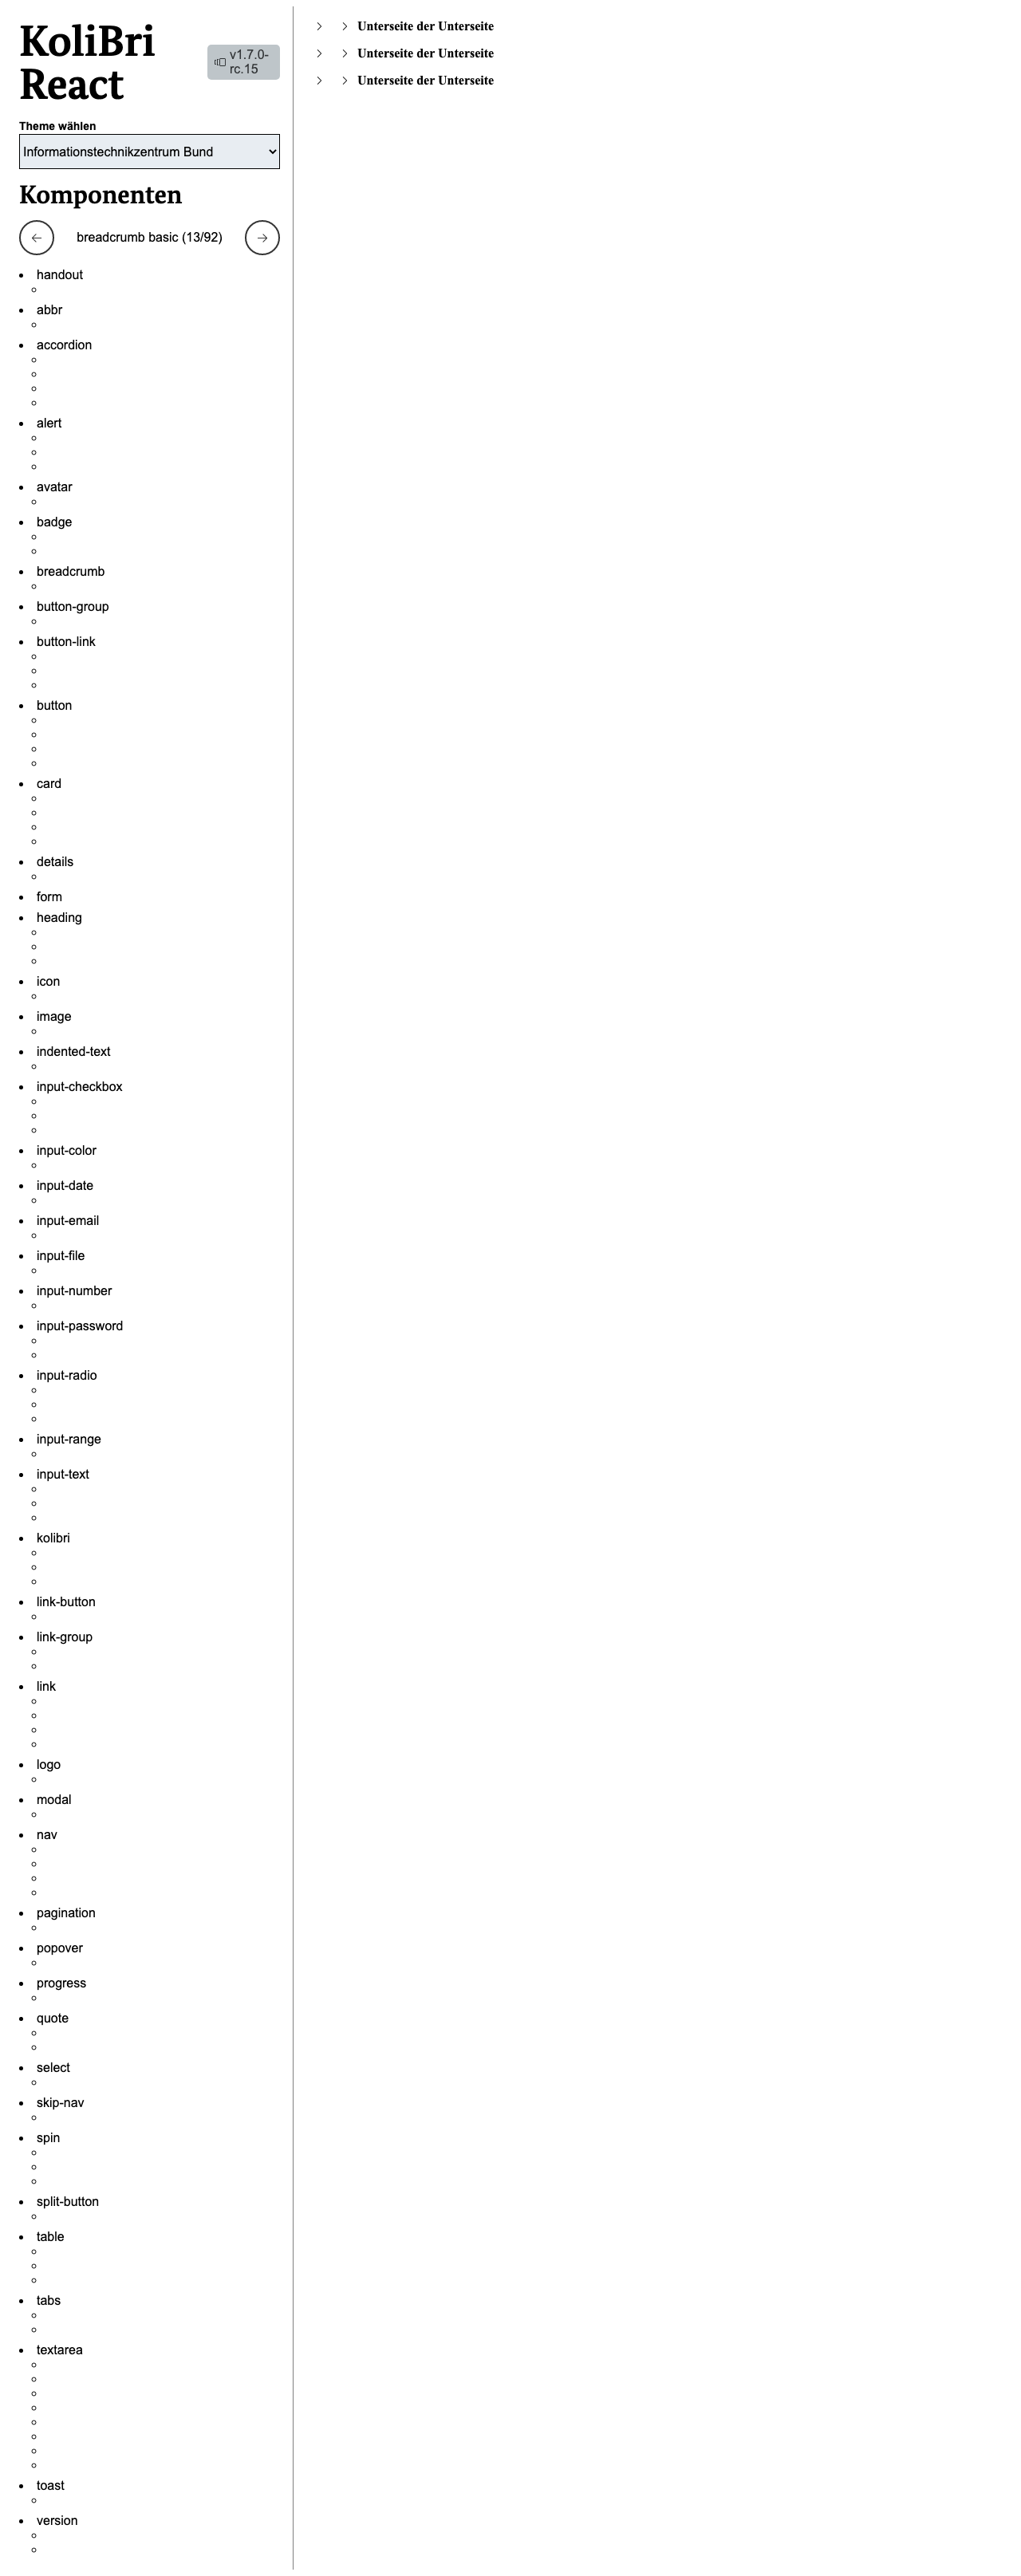 KoliBri
React
v1.7.0-
rc.15
Theme wählen
Informationstechnikzentrum Bund
Komponenten
breadcrumb basic (13/92)
handout
abbr
accordion
alert
avatar
badge
breadcrumb
button-group
button-link
button
card
details
form
heading
icon
image
indented-text
input-checkbox
input-color
input-date
input-email
input-file
input-number
input-password
input-radio
input-range
input-text
kolibri
link-button
link-group
link
logo
modal
nav
pagination
popover
progress
quote
select
skip-nav
spin
split-button
table
tabs
textarea
toast
version
Unterseite der Unterseite
Unterseite der Unterseite
Unterseite der Unterseite